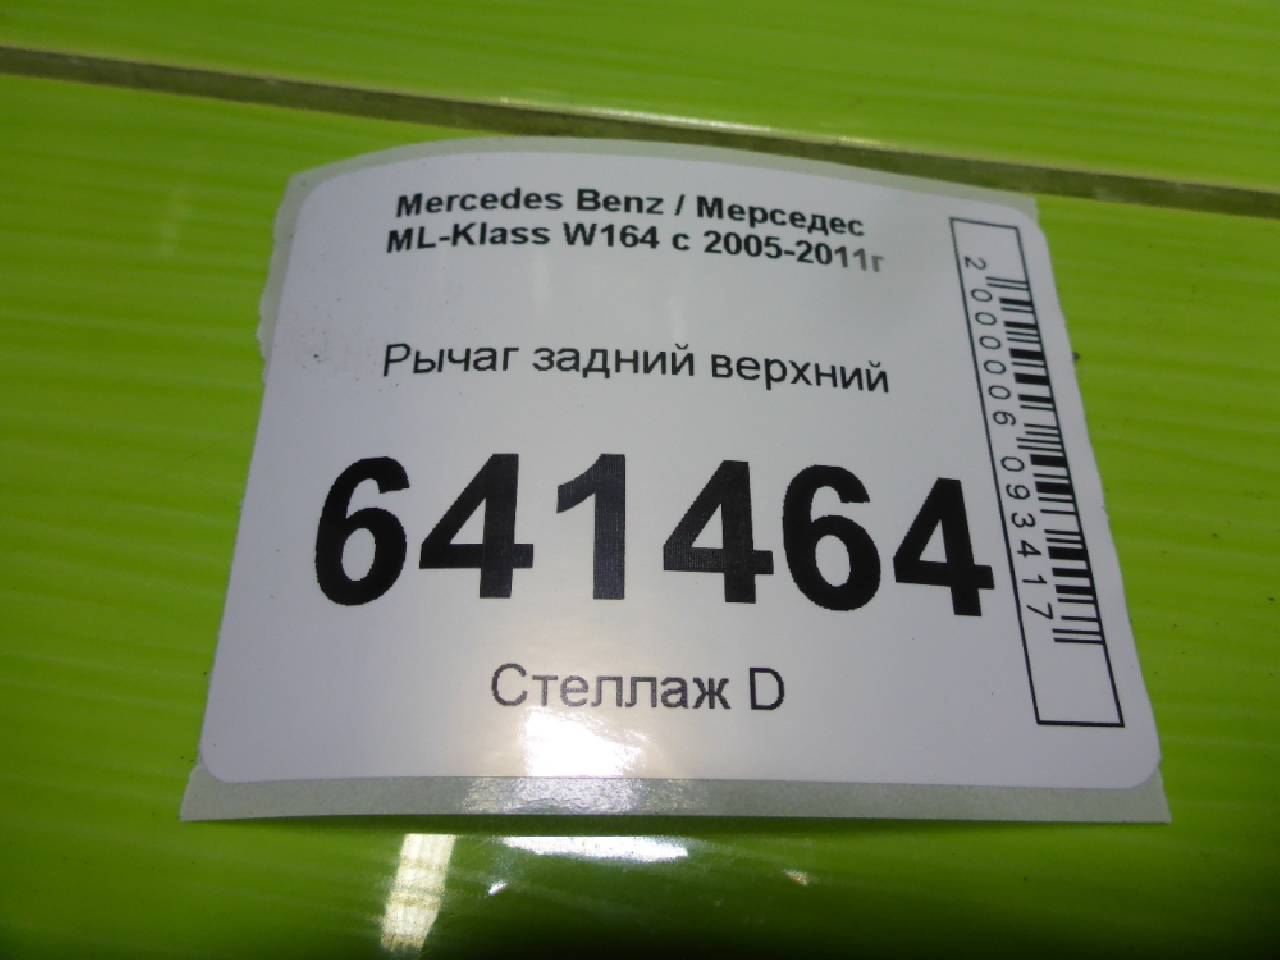 Mercedes Benz / Мерседес
ML-Klass W164 с 2005-2011г
Рычаг задний верхний
641464
Стеллаж D
2000006093417